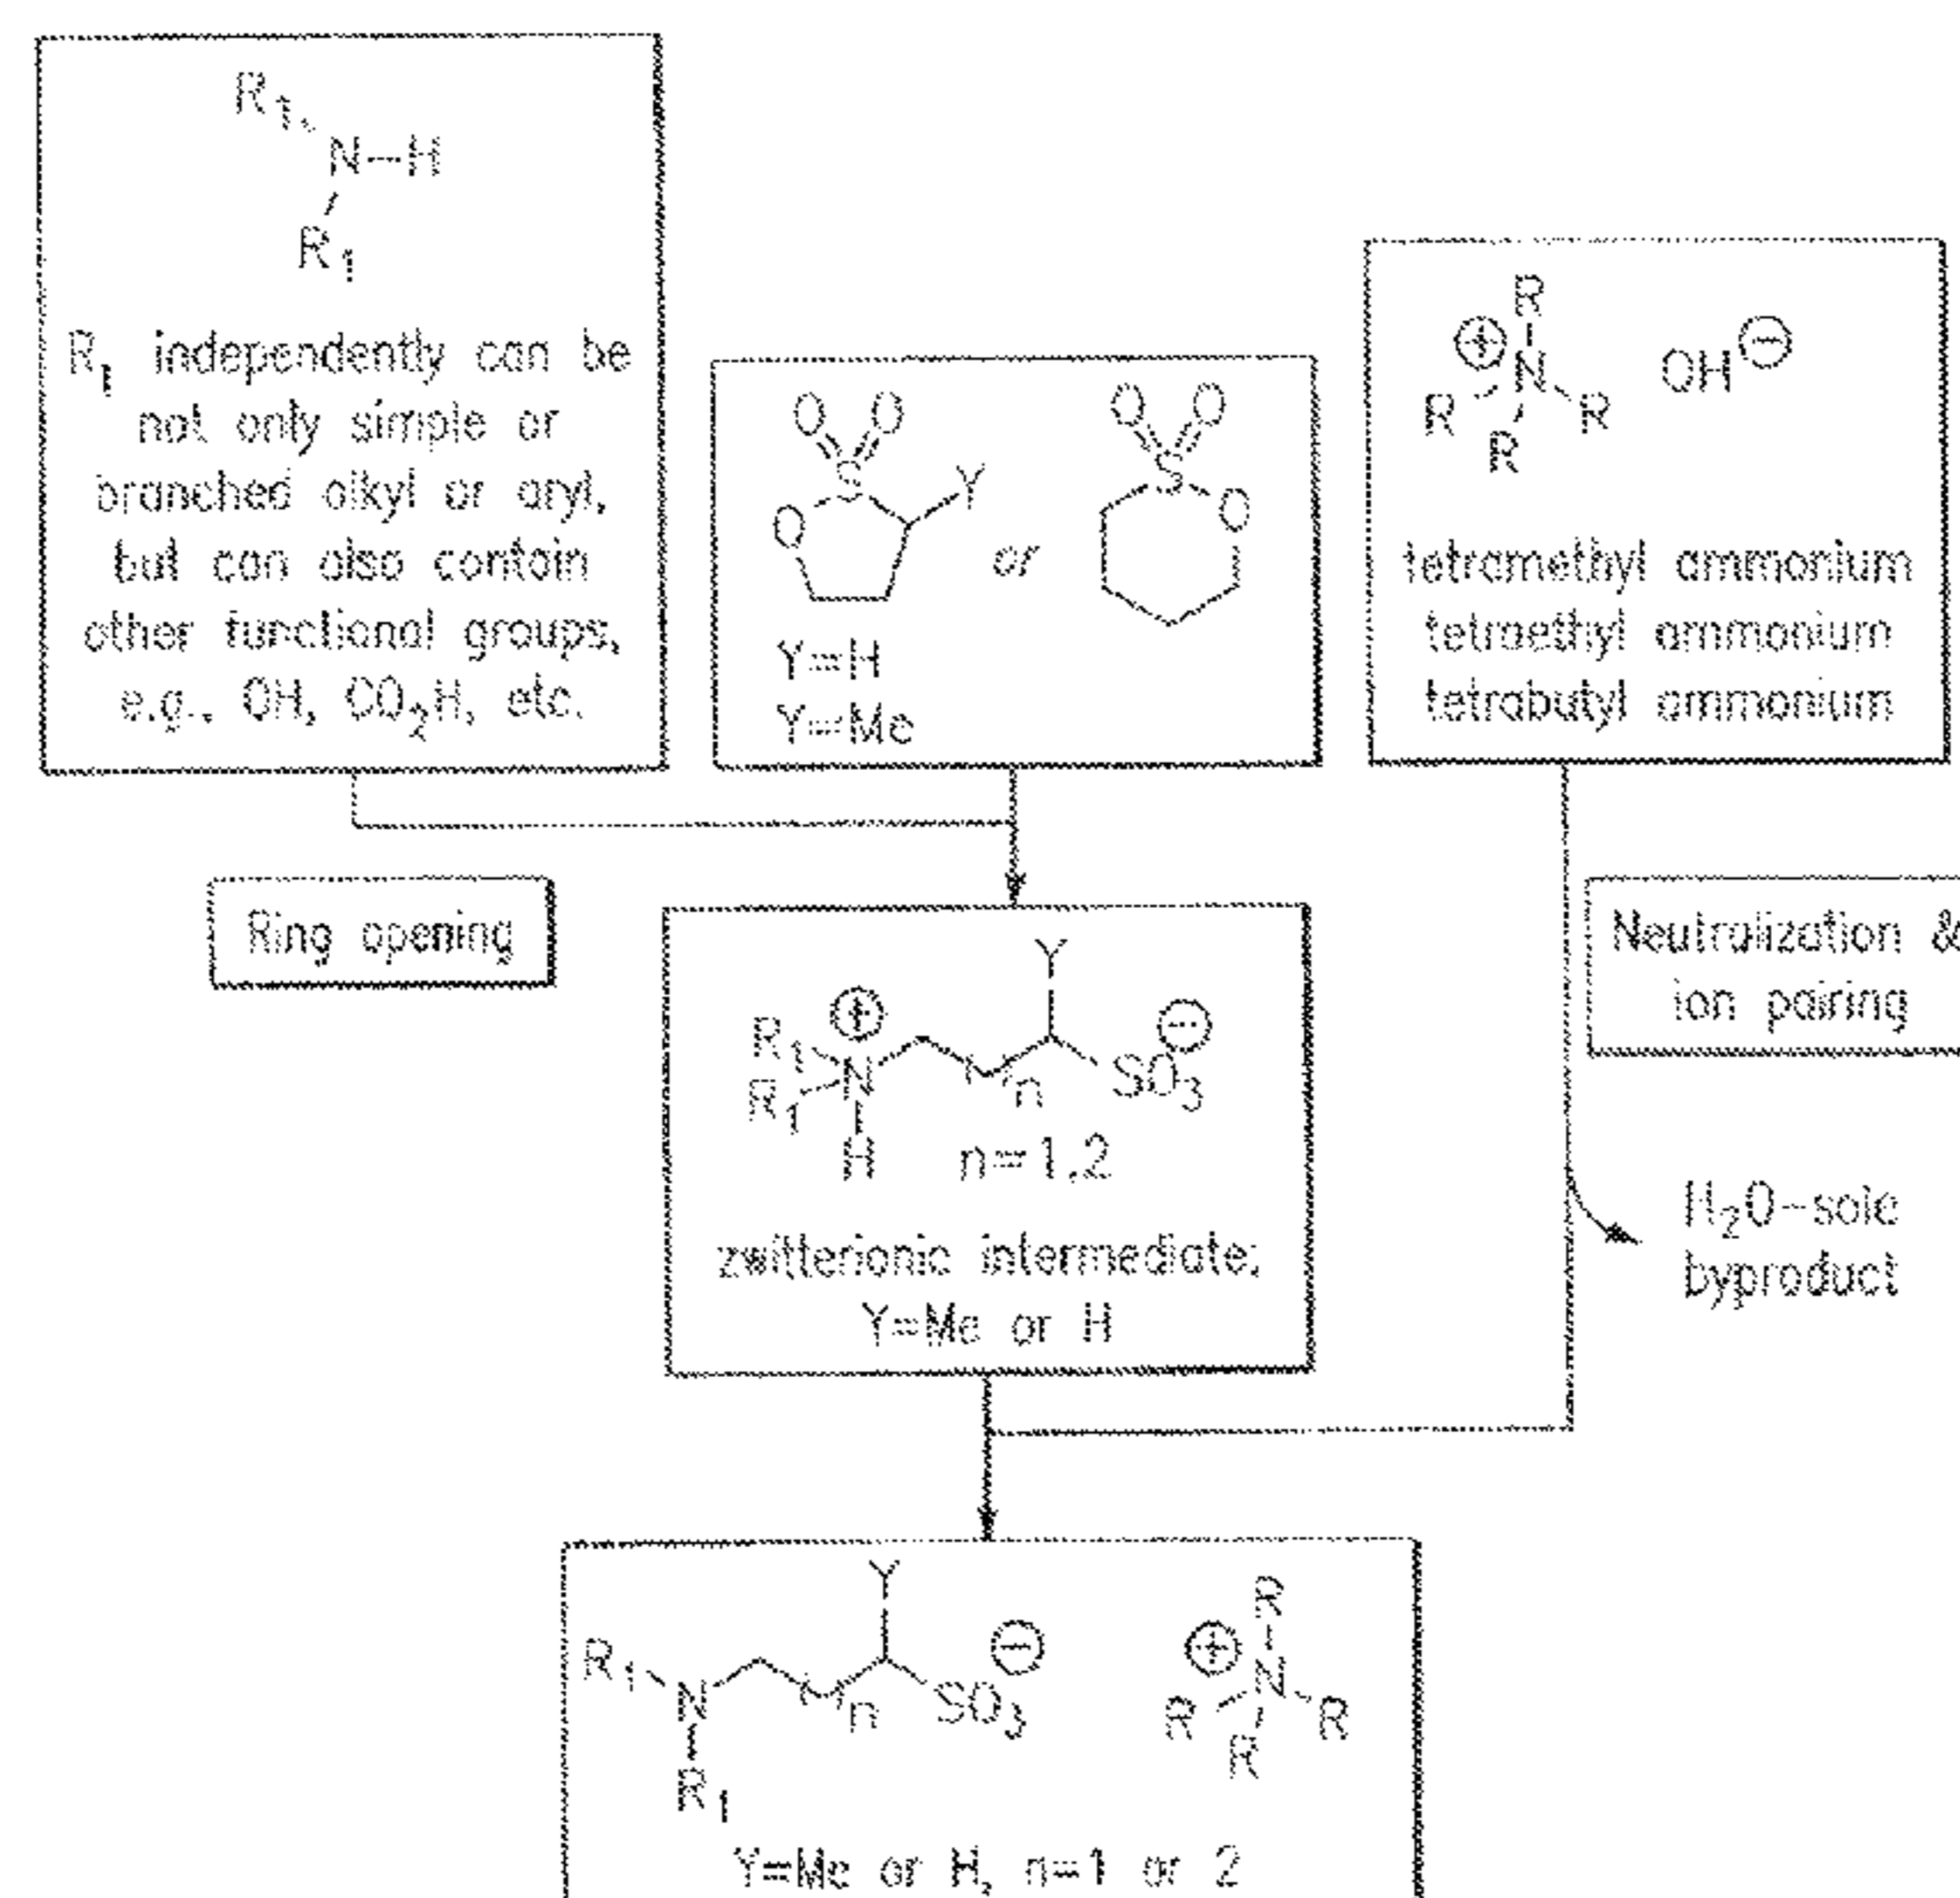 R1
N-H
R1
R1 independently can be
not only simple or
branched alkyl or aryl,
but can also contain
other functional groups,
e.g., OH, CO2H, etc.
O O
S
Y
O
or
O O
S
O
Y=H
Y=Me
R
⊕
N
R R
R
OH ⊖
tetramethyl ammonium
tetraethyl ammonium
tetrabutyl ammonium
Ring opening
Neutralization &
ion pairing
Y
R1 ⊕ ⊖
R1 N n SO3
H n=1,2
zwitterionic intermediate;
Y=Me or H
H2O-sole
byproduct
Y
R1 N n SO3 ⊖
R1
R
⊕ N
R R
R
Y=Me or H, n=1 or 2